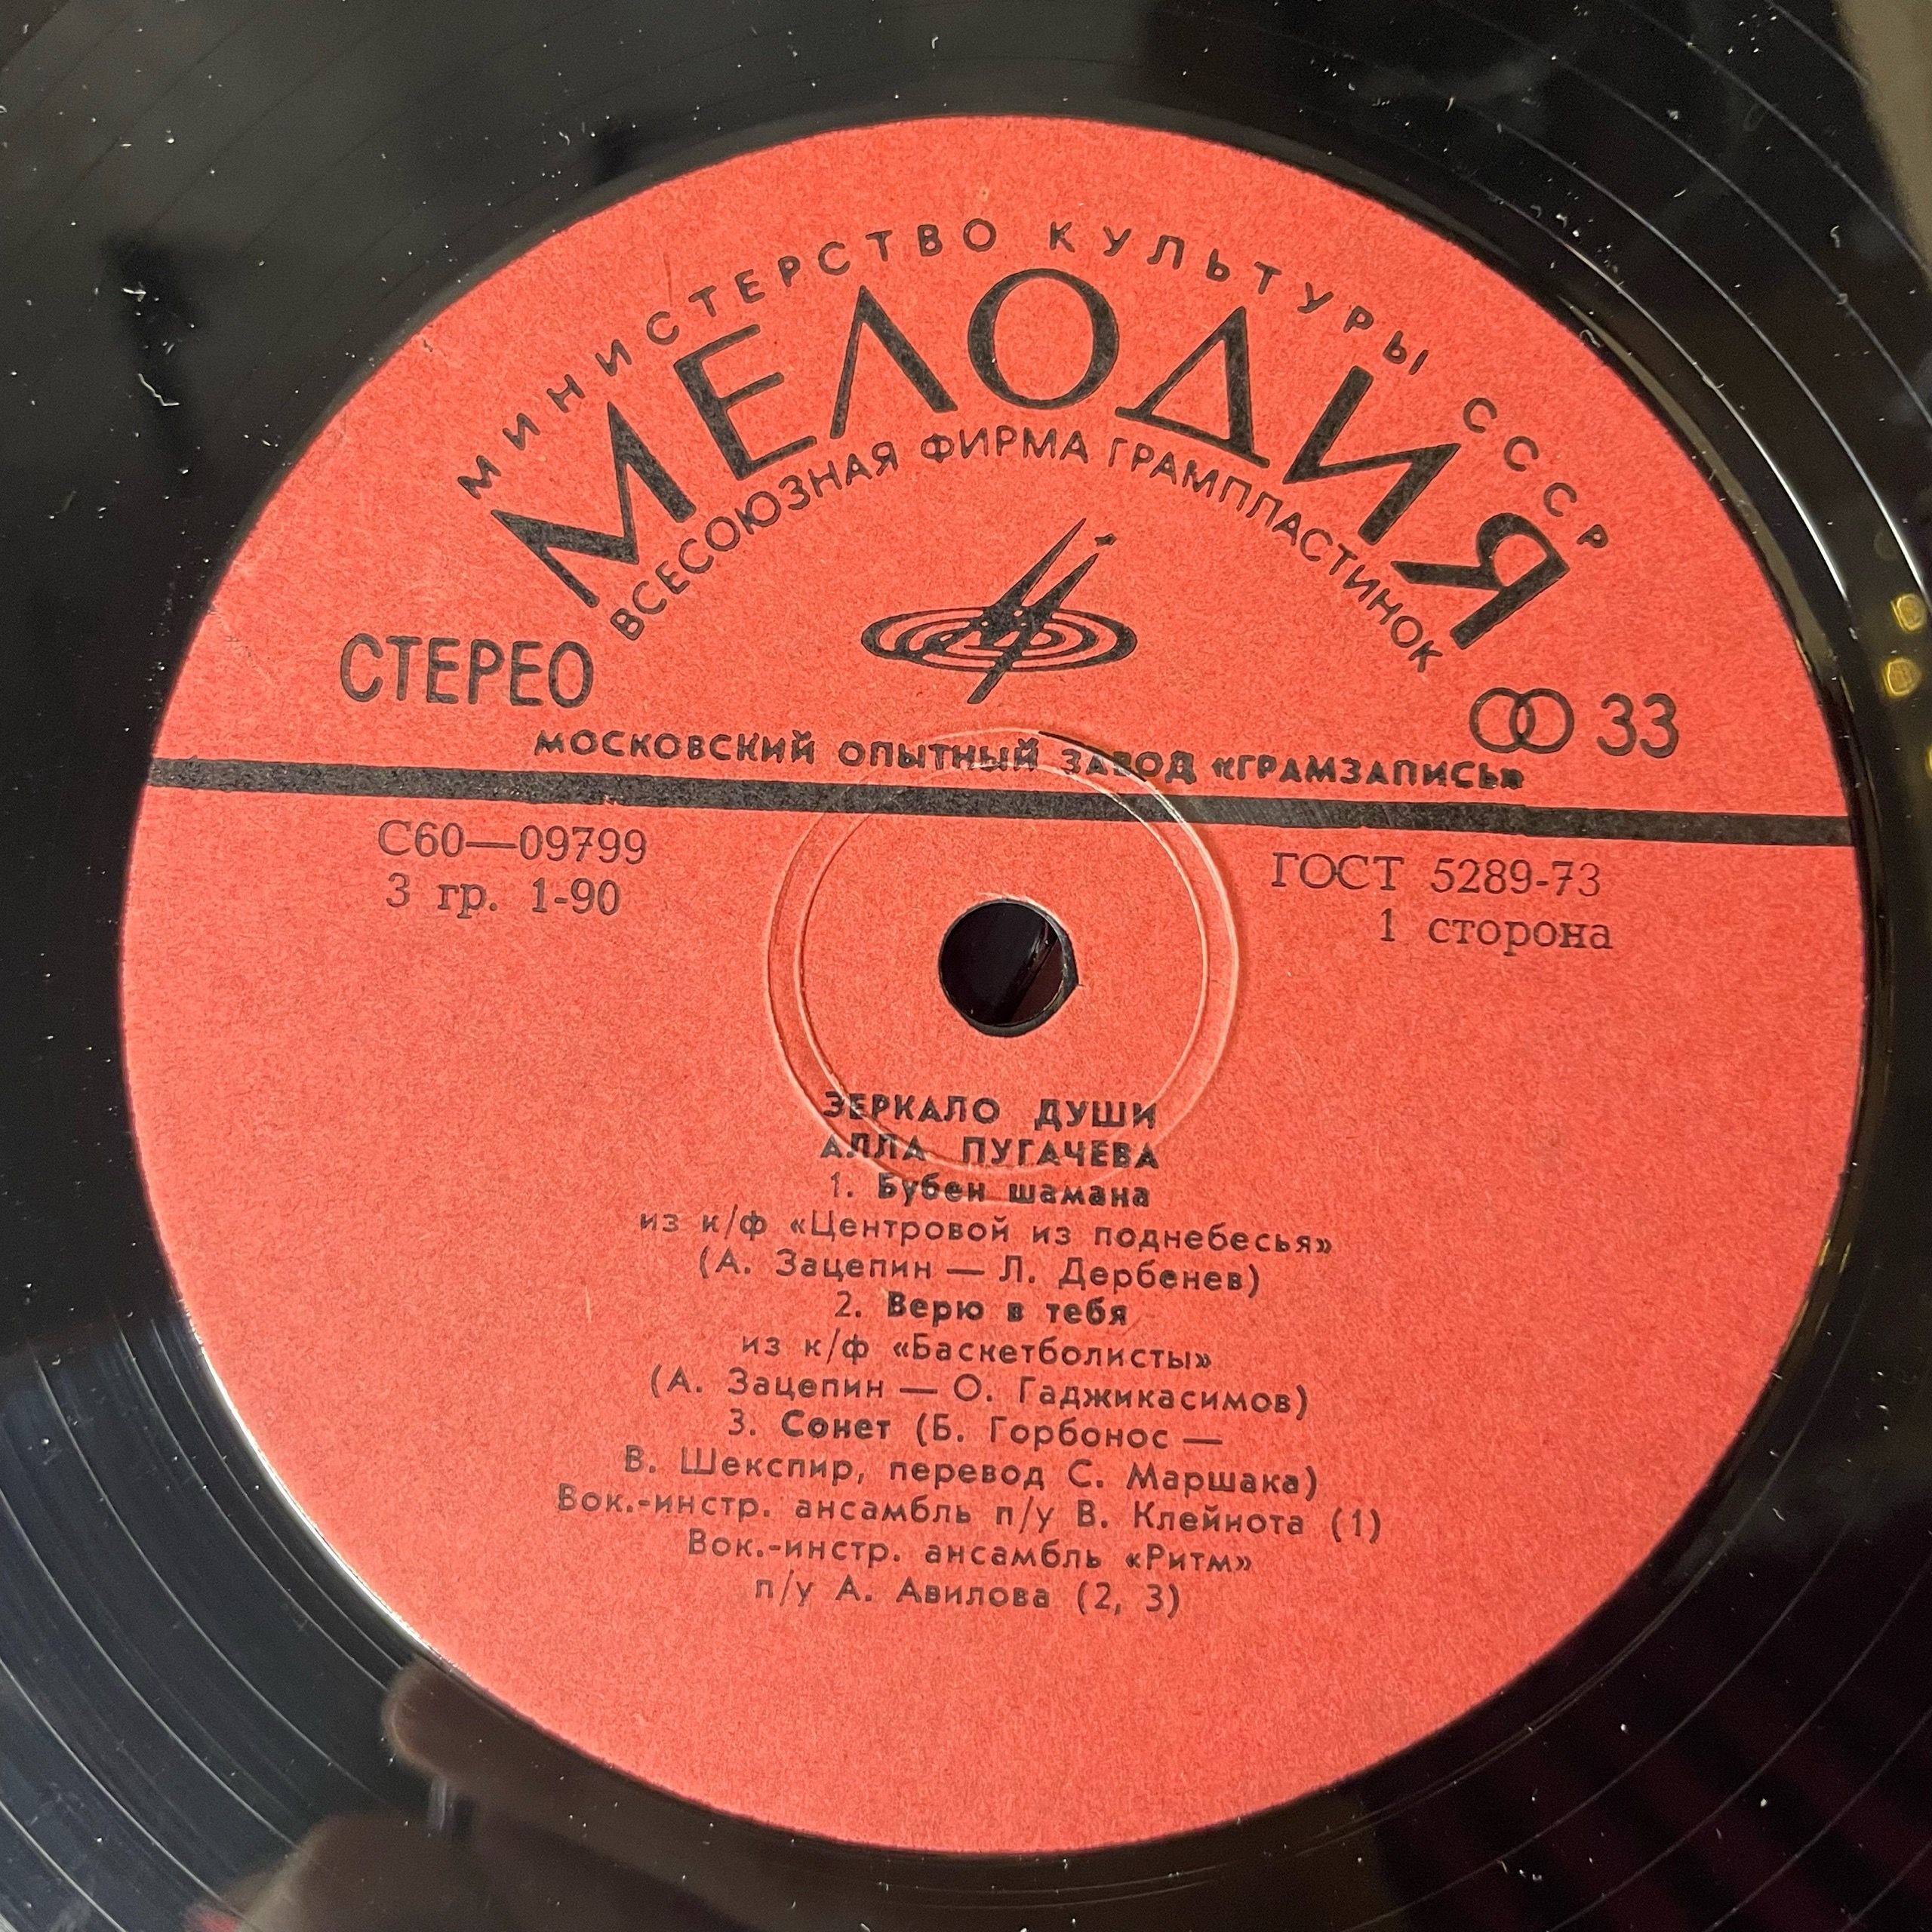 МИНИСТЕРСТВО КУЛЬТУРЫ СССР
МЕЛОДИЯ
ВСЕСОЮЗНАЯ ФИРМА ГРАМПЛАСТИНОК
СТЕРЕО
33
МОСКОВСКИЙ ОПЫТНЫЙ ЗАВОД «ГРАМЗАПИСЬ»
С60—09799
3 гр. 1-90
ГОСТ 5289-73
1 сторона
ЗЕРКАЛО ДУШИ
АЛЛА ПУГАЧЕВА
1. Бубен шамана
из к/ф «Центровой из поднебесья»
(А. Зацепин — Л. Дербенев)
2. Верю в тебя
из к/ф «Баскетболисты»
(А. Зацепин — О. Гаджикасимов)
3. Сонет (Б. Горбонос —
В. Шекспир, перевод С. Маршака)
Вок.-инстр. ансамбль п/у В. Клейнота (1)
Вок.-инстр. ансамбль «Ритм»
п/у А. Авилова (2, 3)